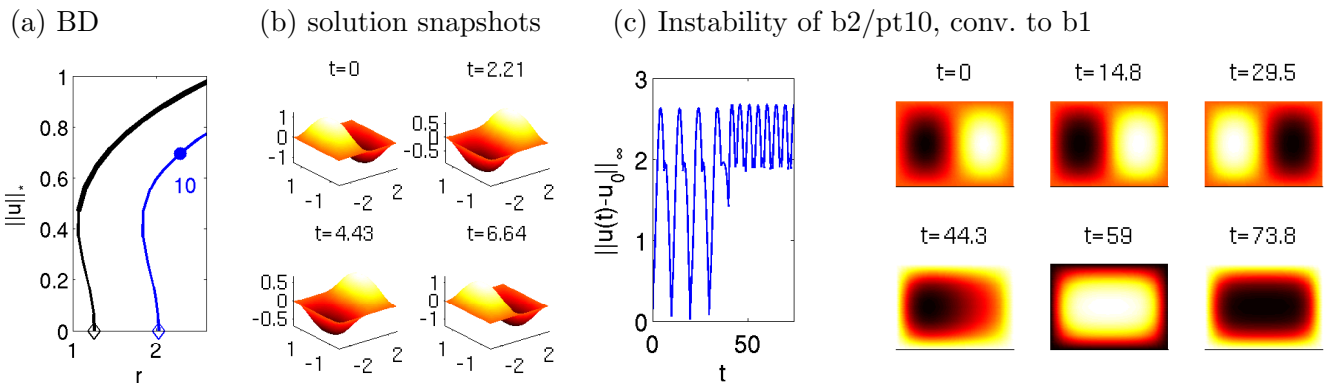 (a) BD
(b) solution snapshots
(c) Instability of b2/pt10, conv. to b1
1
0.8
0.6
0.4
0.2
0
||u||*
10
1
2
r
t=0
1
0
-1
1
-1
-2
2
t=2.21
0.5
0
-0.5
1
-1
-2
2
t=4.43
0.5
0
-0.5
1
-1
-2
2
t=6.64
1
0
-1
1
-1
-2
2
3
2
1
0
||u(t)-u0||∞
0
50
t
t=0
t=14.8
t=29.5
t=44.3
t=59
t=73.8